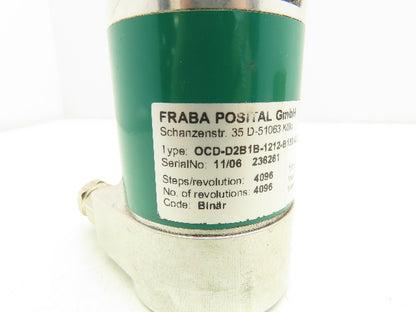 FRABA POSITAL GmbH
Schanzenstr. 35 D-51063 Köln
Type: OCD-D2B1B-1212-B
SerialNo: 11/06 236261
Steps/revolution: 4096
No. of revolutions: 4096
Code: Binär